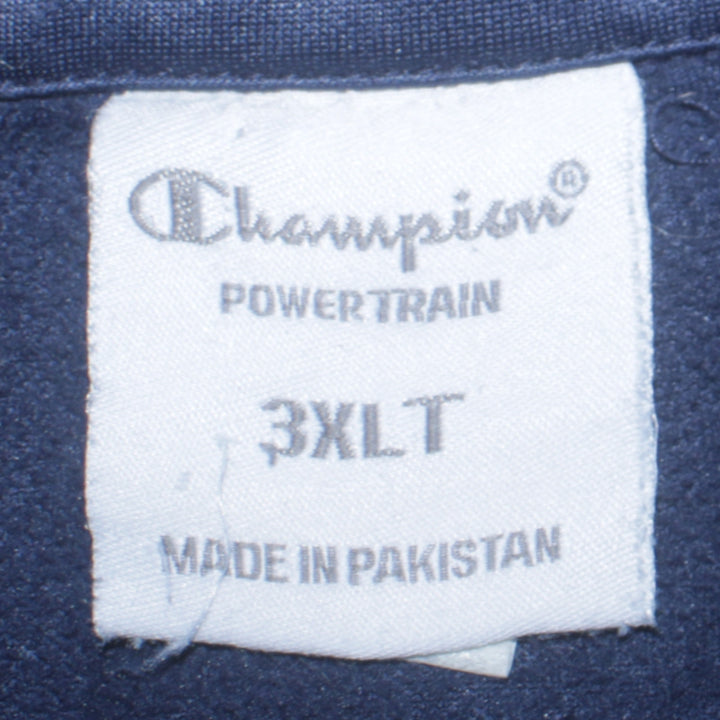 Champion®
POWERTRAIN
3XLT
MADE IN PAKISTAN